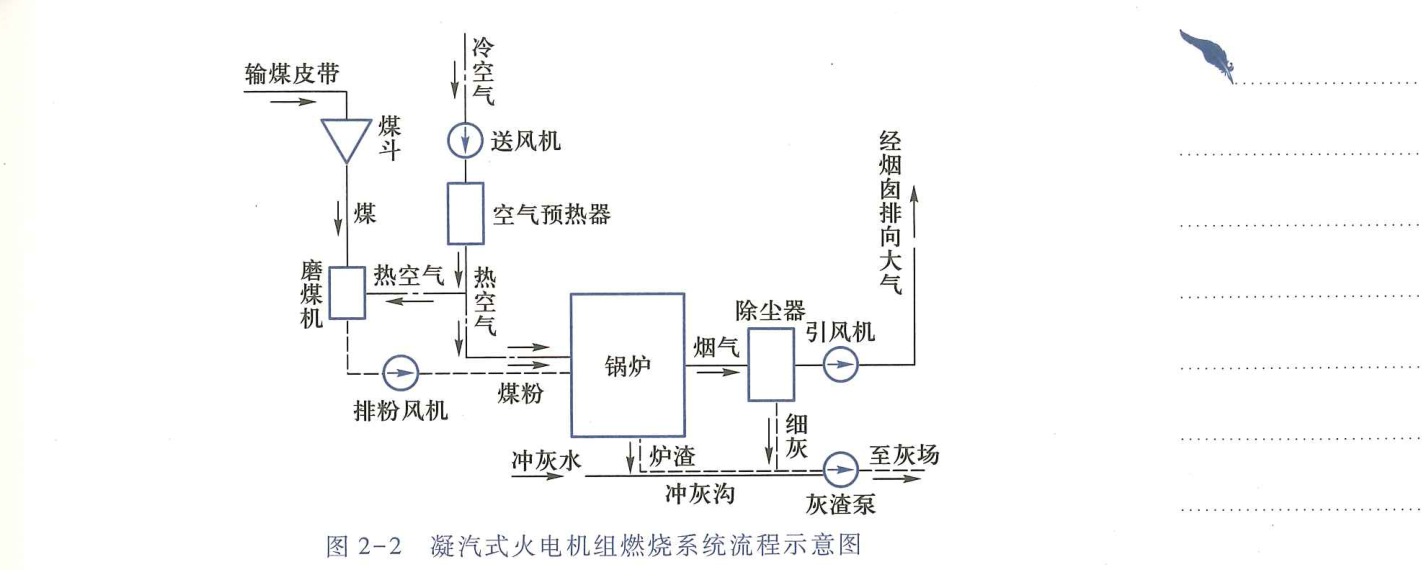 输煤皮带
冷空气
煤斗
送风机
煤
空气预热器
磨煤机
热空气
热空气
经烟囱排向大气
除尘器
引风机
锅炉
烟气
煤粉
排粉风机
细灰
冲灰水
炉渣
至灰场
冲灰沟
灰渣泵
图 2-2 凝汽式火电机组燃烧系统流程示意图